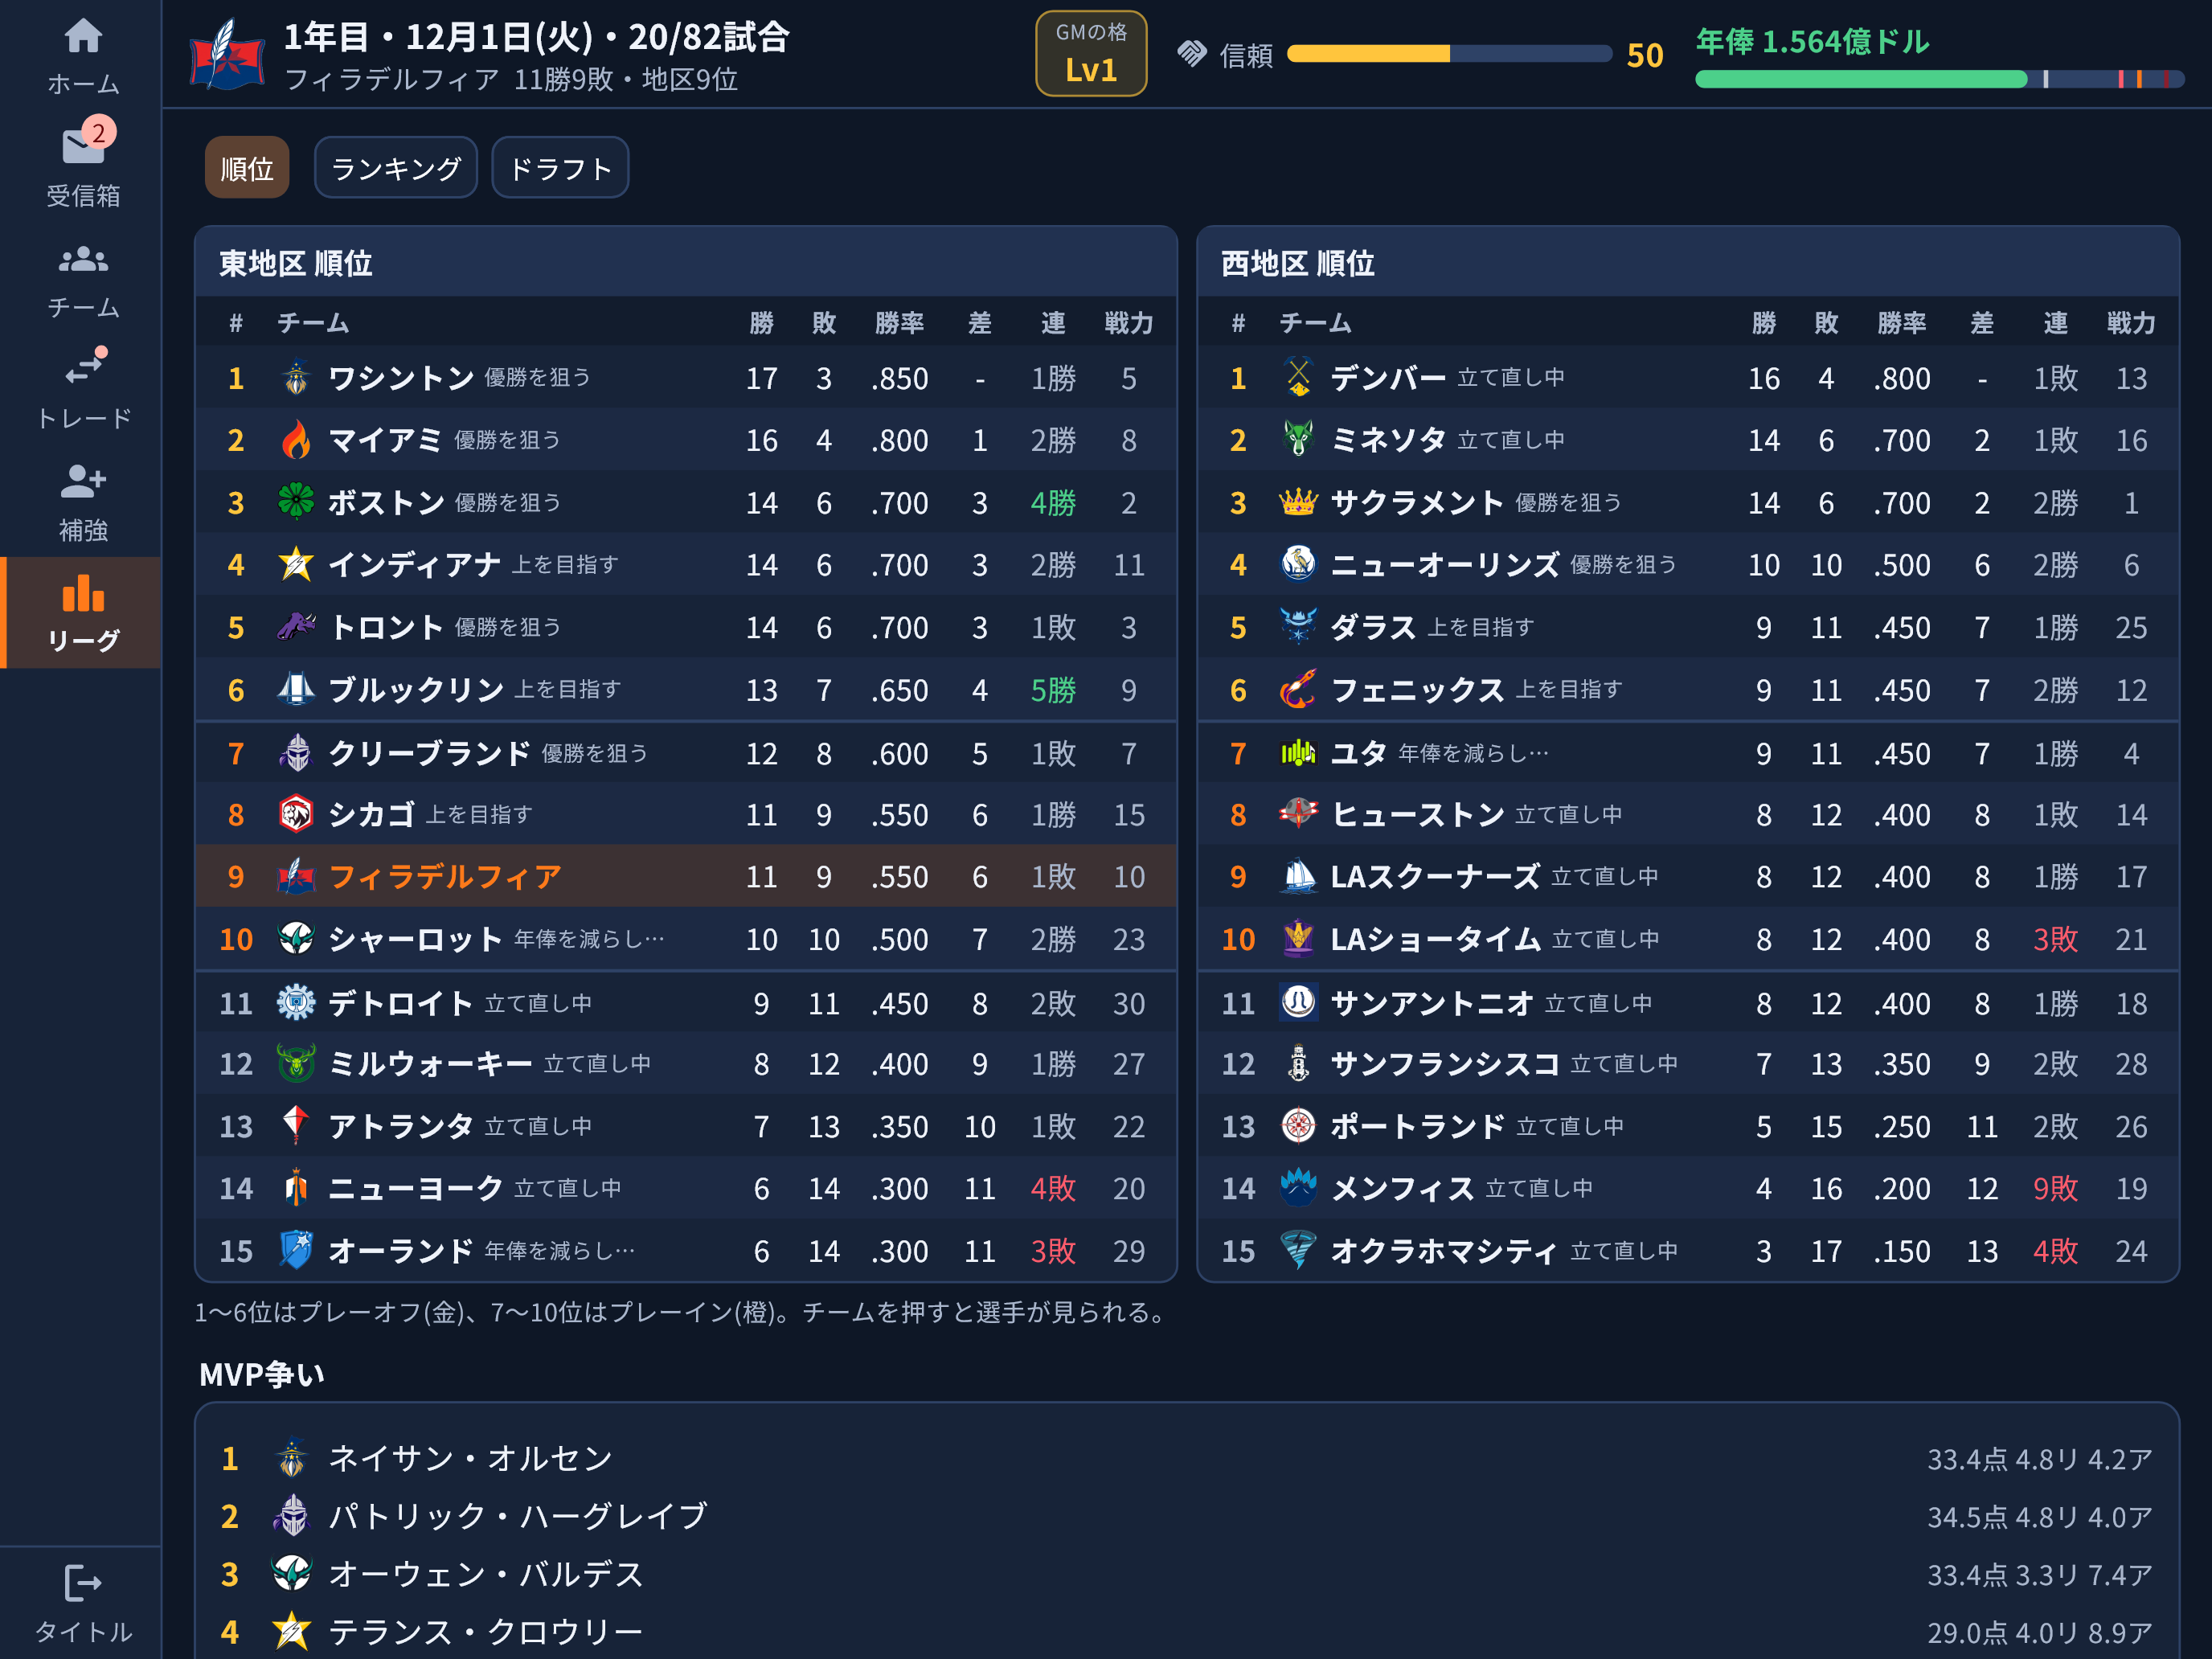 ホーム
2
受信箱
チーム
トレード
補強
リーグ
タイトル
1年目・12月1日(火)・20/82試合
フィラデルフィア 11勝9敗・地区9位
GMの格
Lv1
信頼 50
年俸 1.564億ドル
順位 ランキング ドラフト
東地区 順位
# チーム 勝 敗 勝率 差 連 戦力
1 ワシントン 優勝を狙う 17 3 .850 - 1勝 5
2 マイアミ 優勝を狙う 16 4 .800 1 2勝 8
3 ボストン 優勝を狙う 14 6 .700 3 4勝 2
4 インディアナ 上を目指す 14 6 .700 3 2勝 11
5 トロント 優勝を狙う 14 6 .700 3 1敗 3
6 ブルックリン 上を目指す 13 7 .650 4 5勝 9
7 クリーブランド 優勝を狙う 12 8 .600 5 1敗 7
8 シカゴ 上を目指す 11 9 .550 6 1勝 15
9 フィラデルフィア 11 9 .550 6 1敗 10
10 シャーロット 年俸を減らし… 10 10 .500 7 2勝 23
11 デトロイト 立て直し中 9 11 .450 8 2敗 30
12 ミルウォーキー 立て直し中 8 12 .400 9 1勝 27
13 アトランタ 立て直し中 7 13 .350 10 1敗 22
14 ニューヨーク 立て直し中 6 14 .300 11 4敗 20
15 オーランド 年俸を減らし… 6 14 .300 11 3敗 29
西地区 順位
# チーム 勝 敗 勝率 差 連 戦力
1 デンバー 立て直し中 16 4 .800 - 1敗 13
2 ミネソタ 立て直し中 14 6 .700 2 1敗 16
3 サクラメント 優勝を狙う 14 6 .700 2 2勝 1
4 ニューオーリンズ 優勝を狙う 10 10 .500 6 2勝 6
5 ダラス 上を目指す 9 11 .450 7 1勝 25
6 フェニックス 上を目指す 9 11 .450 7 2勝 12
7 ユタ 年俸を減らし… 9 11 .450 7 1勝 4
8 ヒューストン 立て直し中 8 12 .400 8 1敗 14
9 LAスクーナーズ 立て直し中 8 12 .400 8 1勝 17
10 LAショータイム 立て直し中 8 12 .400 8 3敗 21
11 サンアントニオ 立て直し中 8 12 .400 8 1勝 18
12 サンフランシスコ 立て直し中 7 13 .350 9 2敗 28
13 ポートランド 立て直し中 5 15 .250 11 2敗 26
14 メンフィス 立て直し中 4 16 .200 12 9敗 19
15 オクラホマシティ 立て直し中 3 17 .150 13 4敗 24
1〜6位はプレーオフ(金)、7〜10位はプレーイン(橙)。チームを押すと選手が見られる。
MVP争い
1 ネイサン・オルセン 33.4点 4.8リ 4.2ア
2 パトリック・ハーグレイブ 34.5点 4.8リ 4.0ア
3 オーウェン・バルデス 33.4点 3.3リ 7.4ア
4 テランス・クロウリー 29.0点 4.0リ 8.9ア